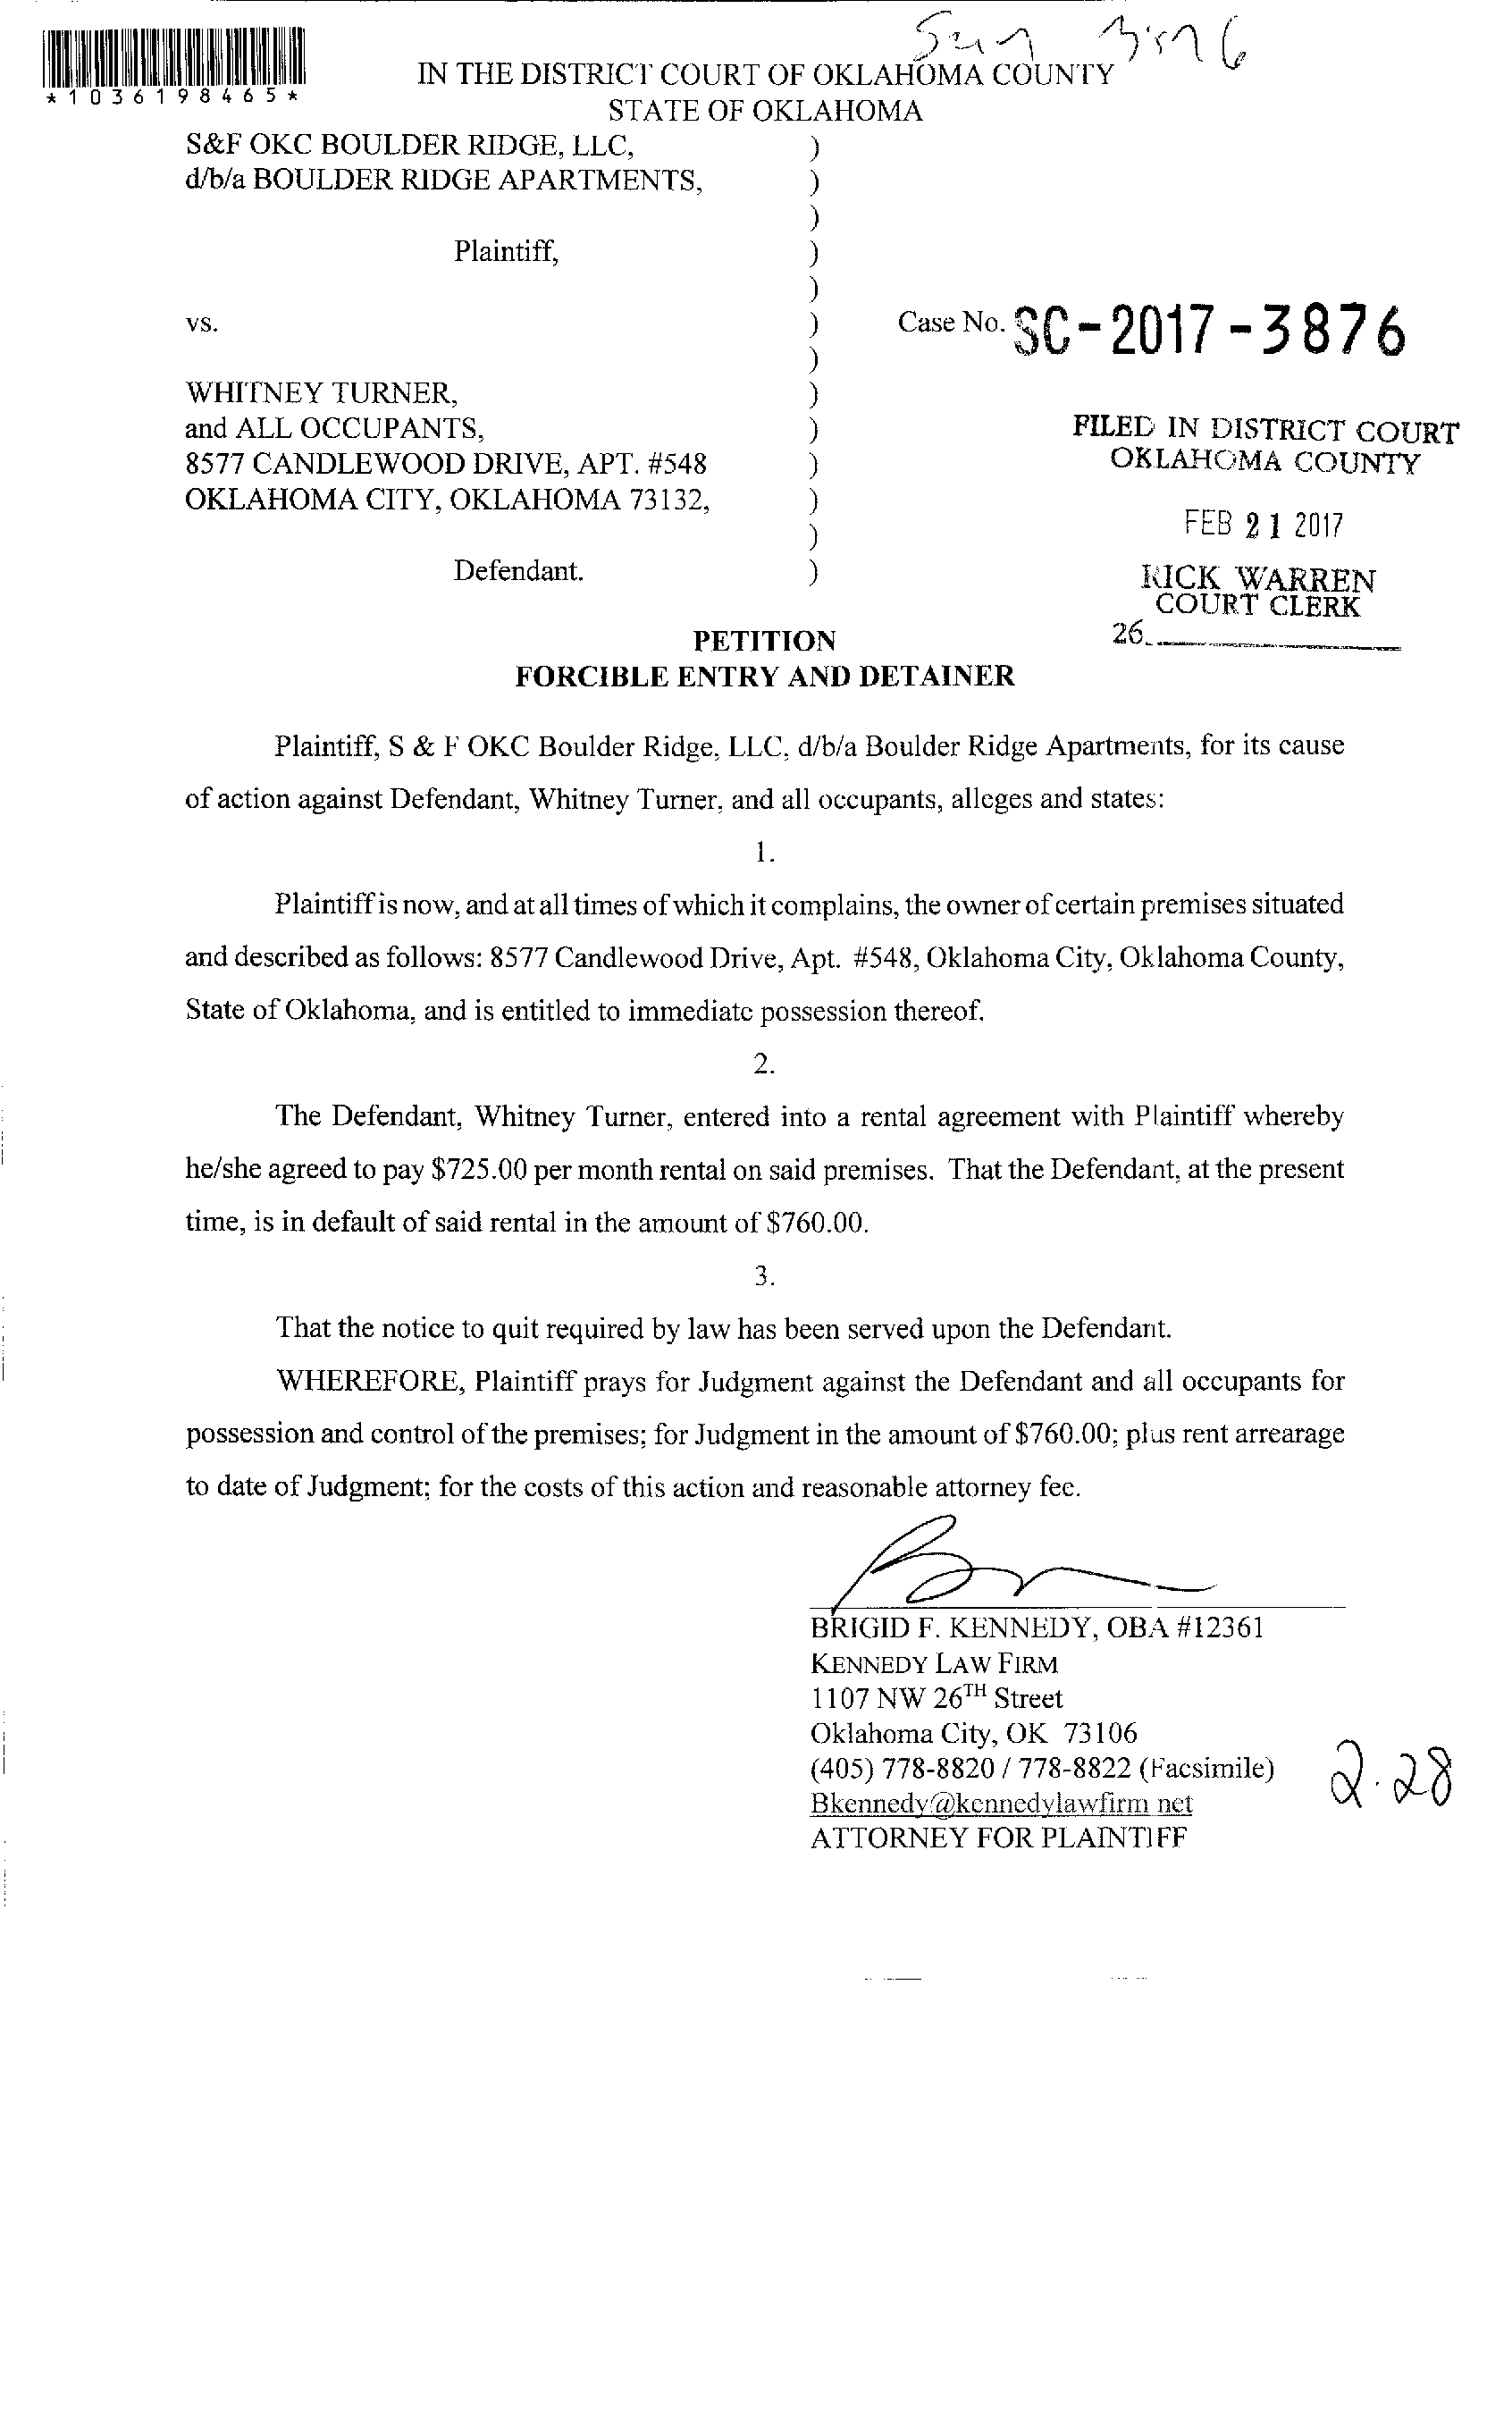 *1036198465*
IN THE DISTRICT COURT OF OKLAHOMA COUNTY
STATE OF OKLAHOMA
S&F OKC BOULDER RIDGE, LLC, )
d/b/a BOULDER RIDGE APARTMENTS, )
)
Plaintiff, )
)
vs. ) Case No. SC-2017-3876
)
WHITNEY TURNER, )
and ALL OCCUPANTS, ) FILED IN DISTRICT COURT
8577 CANDLEWOOD DRIVE, APT. #548 ) OKLAHOMA COUNTY
OKLAHOMA CITY, OKLAHOMA 73132, )
) FEB 21 2017
Defendant. ) RICK WARREN
COURT CLERK
PETITION 26
FORCIBLE ENTRY AND DETAINER
Plaintiff, S & F OKC Boulder Ridge, LLC, d/b/a Boulder Ridge Apartments, for its cause
of action against Defendant, Whitney Turner, and all occupants, alleges and states:
1.
Plaintiff is now, and at all times of which it complains, the owner of certain premises situated
and described as follows: 8577 Candlewood Drive, Apt. #548, Oklahoma City, Oklahoma County,
State of Oklahoma, and is entitled to immediate possession thereof.
2.
The Defendant, Whitney Turner, entered into a rental agreement with Plaintiff whereby
he/she agreed to pay $725.00 per month rental on said premises. That the Defendant, at the present
time, is in default of said rental in the amount of $760.00.
3.
That the notice to quit required by law has been served upon the Defendant.
WHEREFORE, Plaintiff prays for Judgment against the Defendant and all occupants for
possession and control of the premises; for Judgment in the amount of $760.00; plus rent arrearage
to date of Judgment; for the costs of this action and reasonable attorney fee.
BRIGID F. KENNEDY, OBA #12361
KENNEDY LAW FIRM
1107 NW 26TH Street
Oklahoma City, OK 73106
(405) 778-8820 / 778-8822 (Facsimile) 2.28
Bkennedy@kennedylawfirm.net
ATTORNEY FOR PLAINTIFF